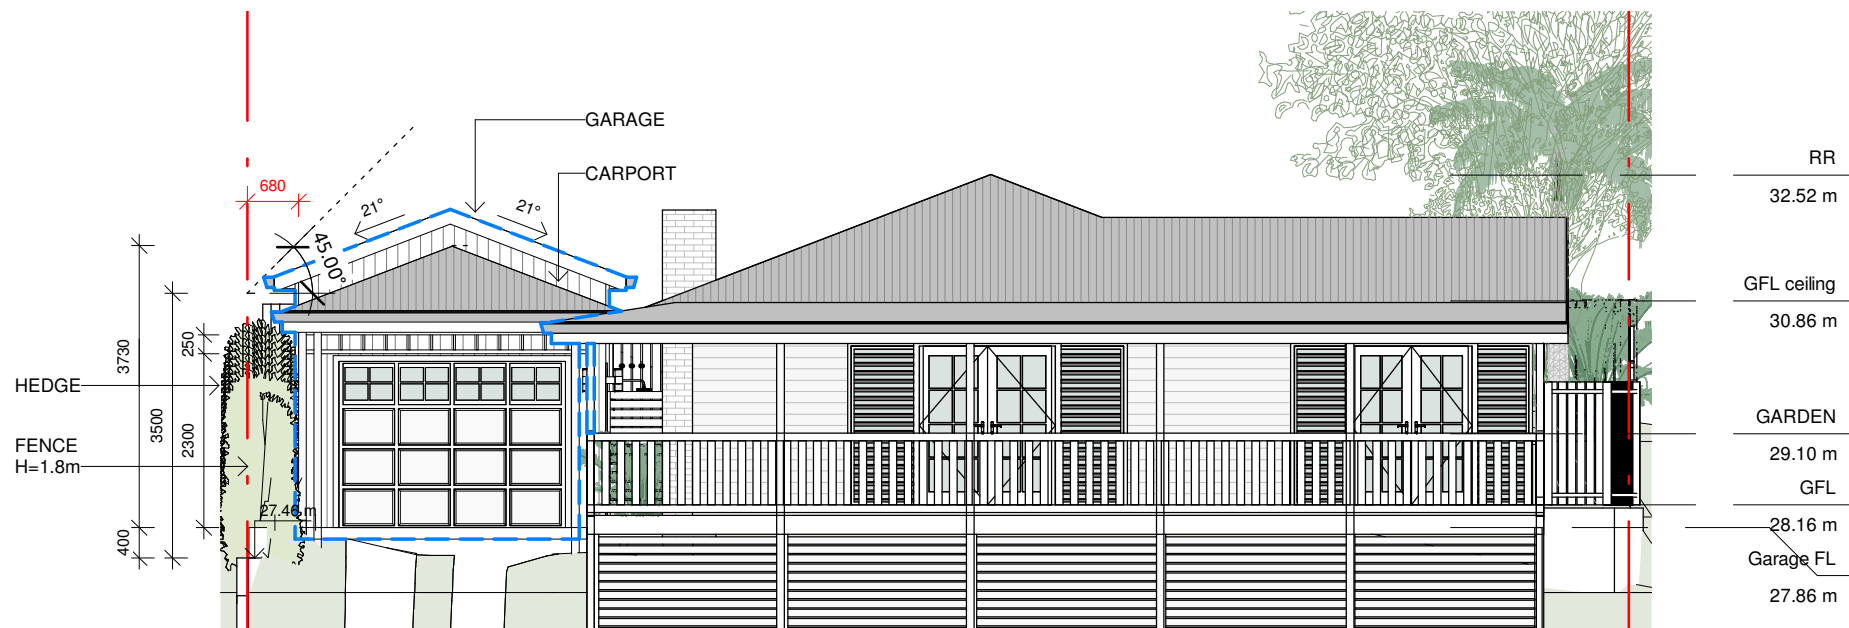 GARAGE
CARPORT
680
21°
21°
45.00°
RR
32.52 m
GFL ceiling
30.86 m
GARDEN
29.10 m
GFL
28.16 m
Garage FL
27.86 m
HEDGE
FENCE
H=1.8m
3730
400
3500
250
2300
27.46 m